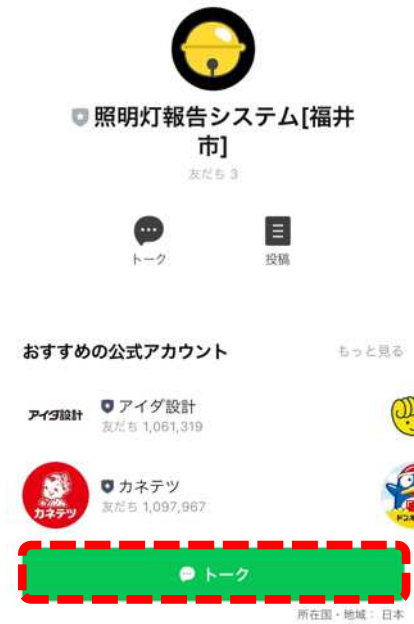 照明灯報告システム[福井
市]
友だち 3
トーク
投稿
おすすめの公式アカウント
もっと見る
アイダ設計
アイダ設計
友だち 1,061,319
カネテツ
カネテツ
友だち 1,097,967
ドンキ
トーク
所在国・地域： 日本